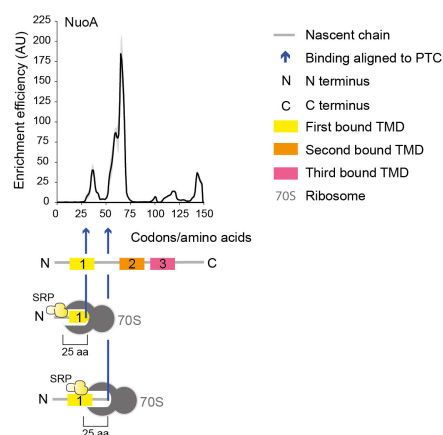 NuoA
Enrichment efficiency (AU)
225
200
175
150
125
100
75
50
25
0
0 25 50 75 100 125 150
Codons/amino acids
N 1 2 3 C
SRP
N 1 70S
25 aa
SRP
N 1 70S
25 aa
Nascent chain
Binding aligned to PTC
N N terminus
C C terminus
First bound TMD
Second bound TMD
Third bound TMD
70S Ribosome